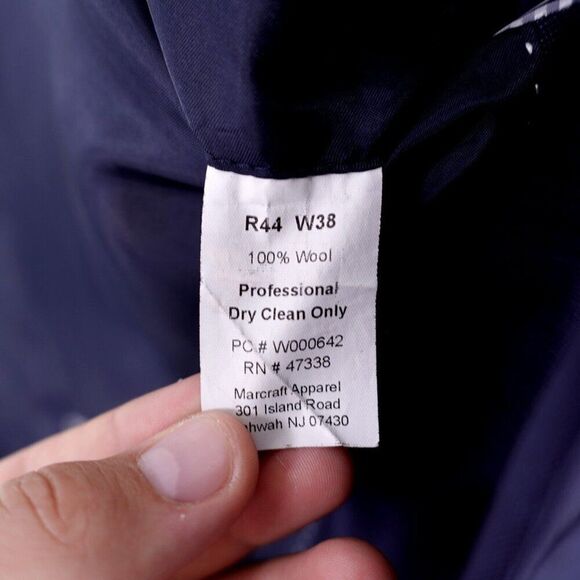 R44 W38
100% Wool
Professional
Dry Clean Only
PC # W000642
RN # 47338
Marcraft Apparel
301 Island Road
ahwah NJ 07430